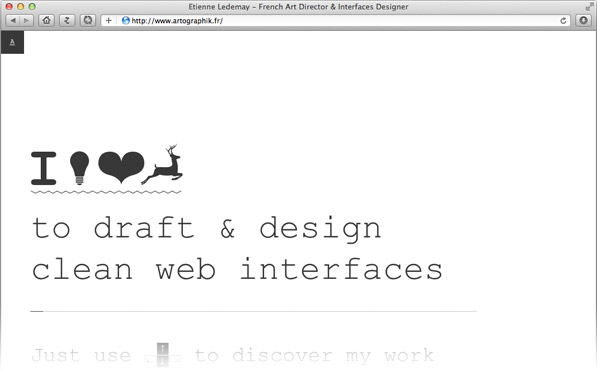 Etienne Ledemay – French Art Director & Interfaces Designer
http://www.artographik.fr/
A
I
to draft & design
clean web interfaces
Just use to discover my work